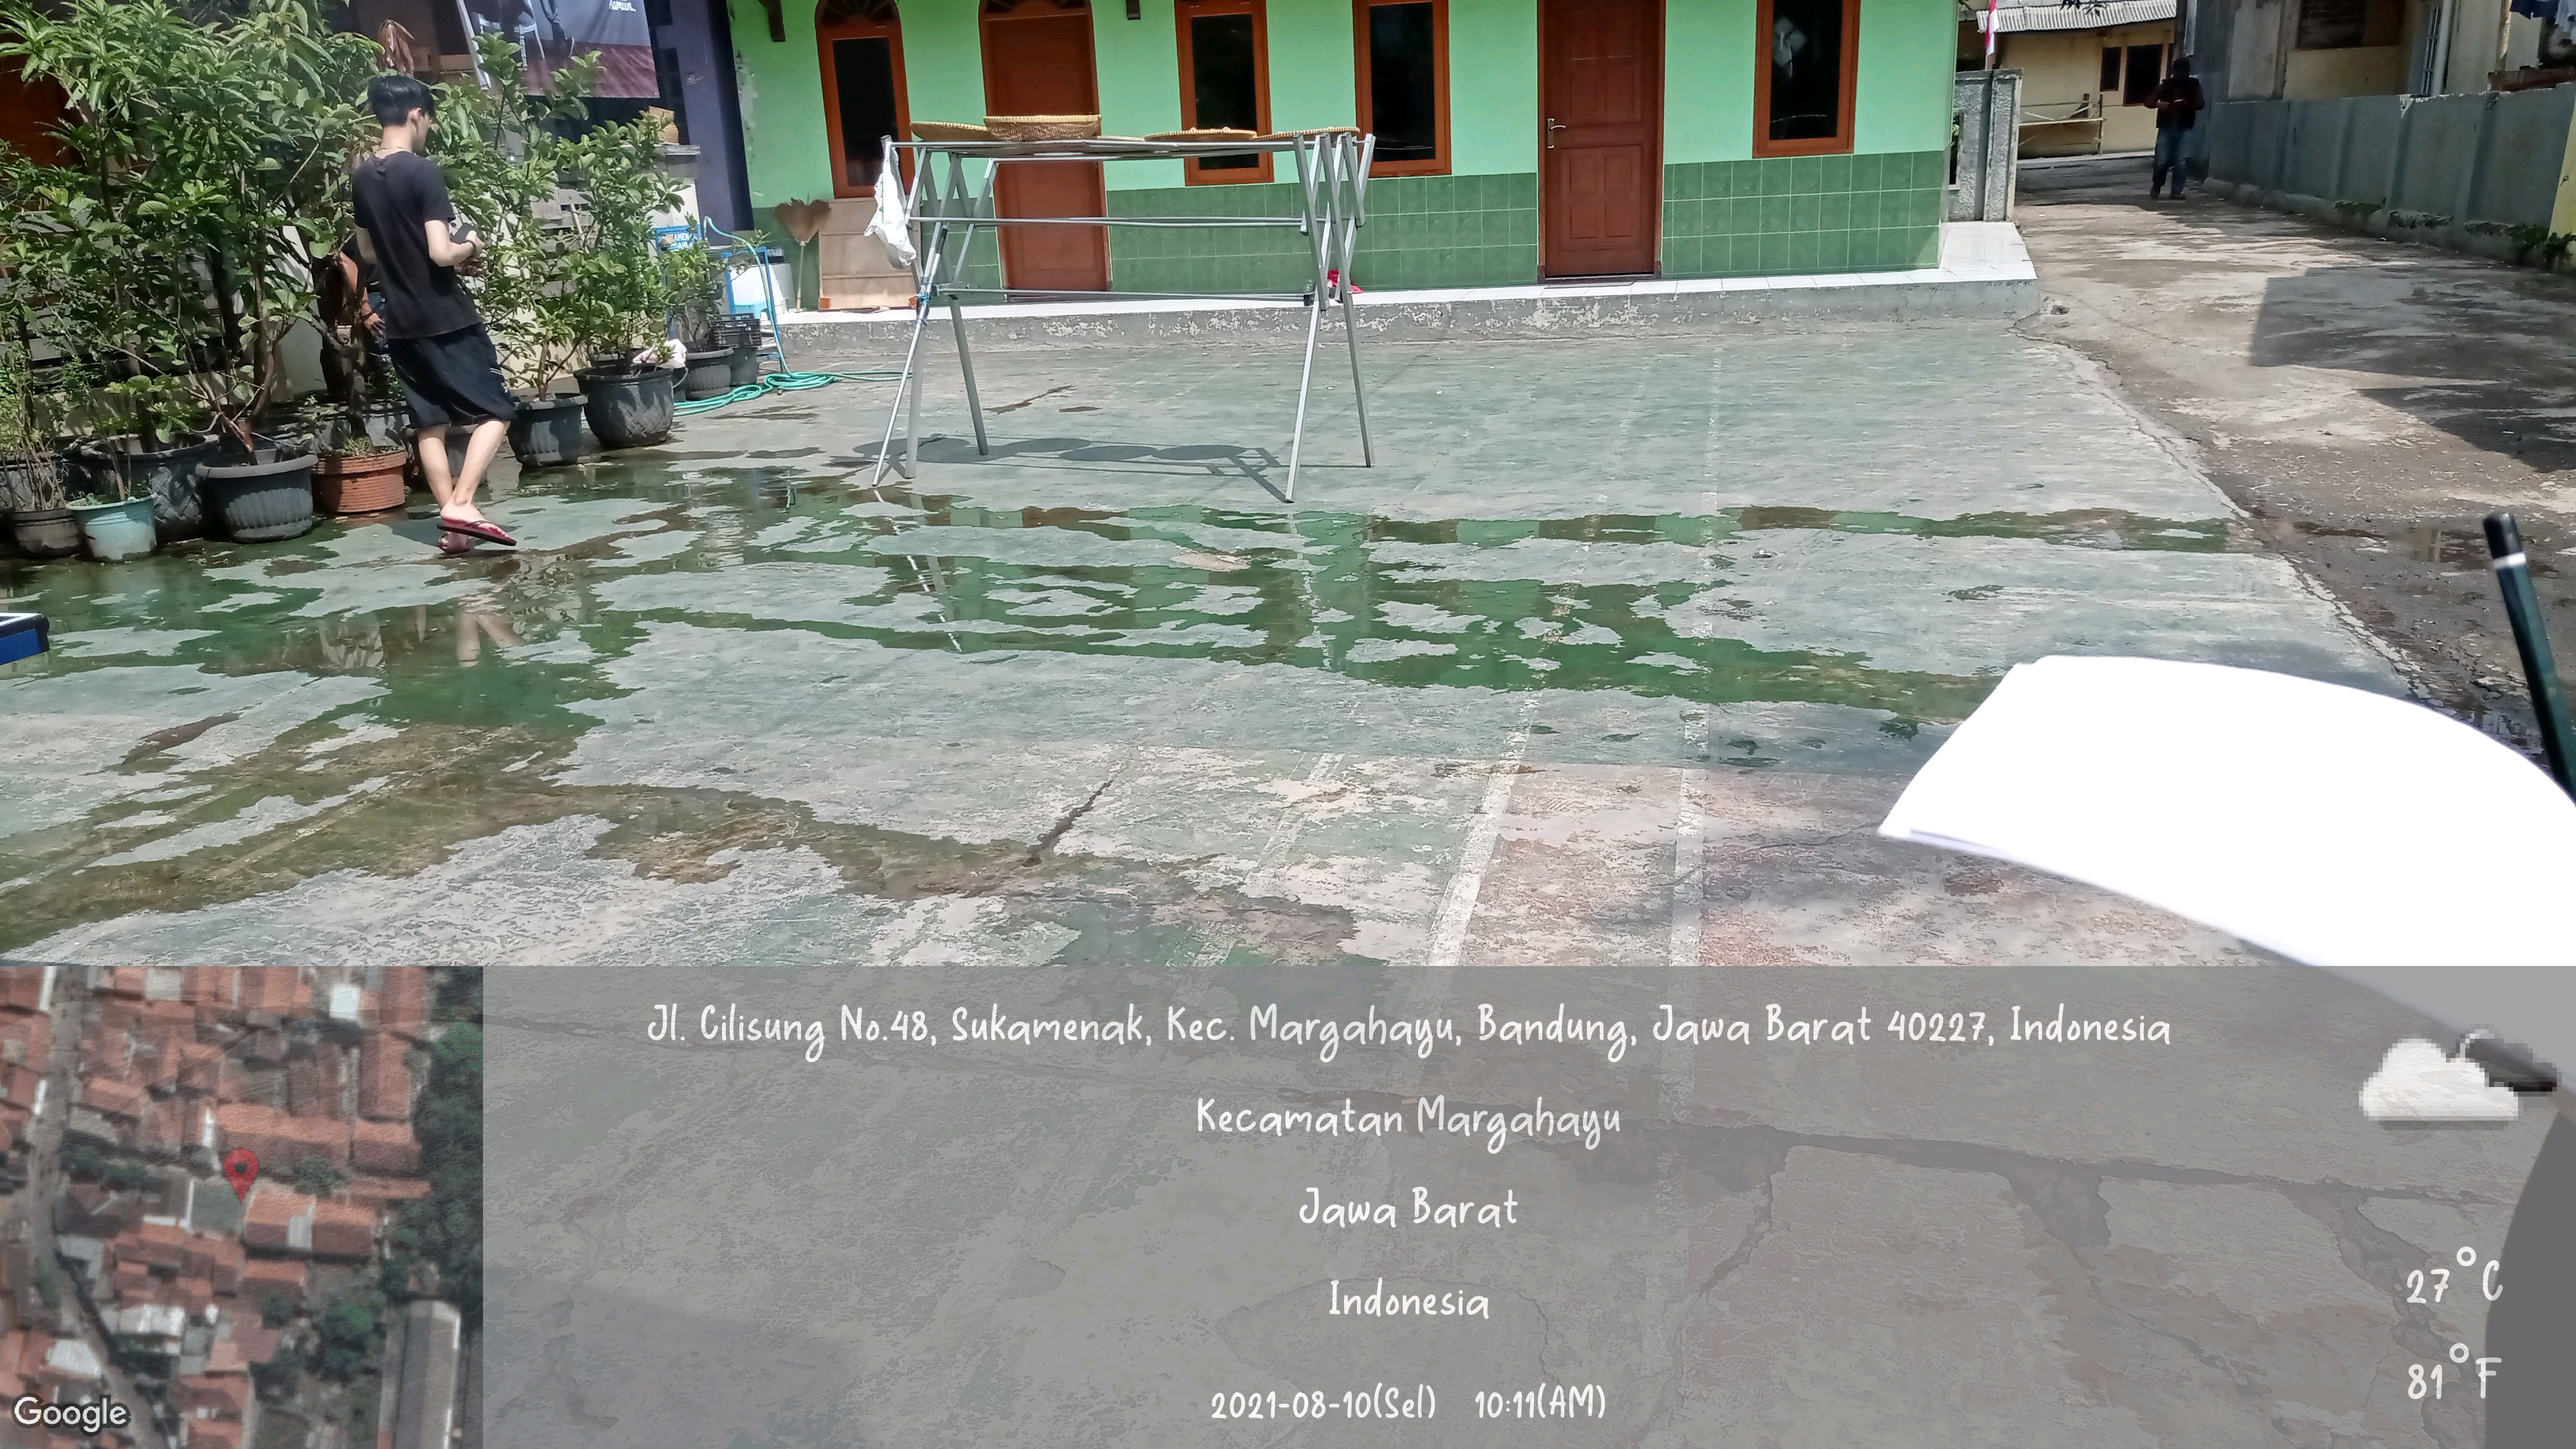 Jl. Cilisung No.48, Sukamenak, Kec. Margahayu, Bandung, Jawa Barat 40227, Indonesia
Kecamatan Margahayu
Jawa Barat
Indonesia
2021-08-10(Sel) 10:11(AM)
27°C
81°F
Google